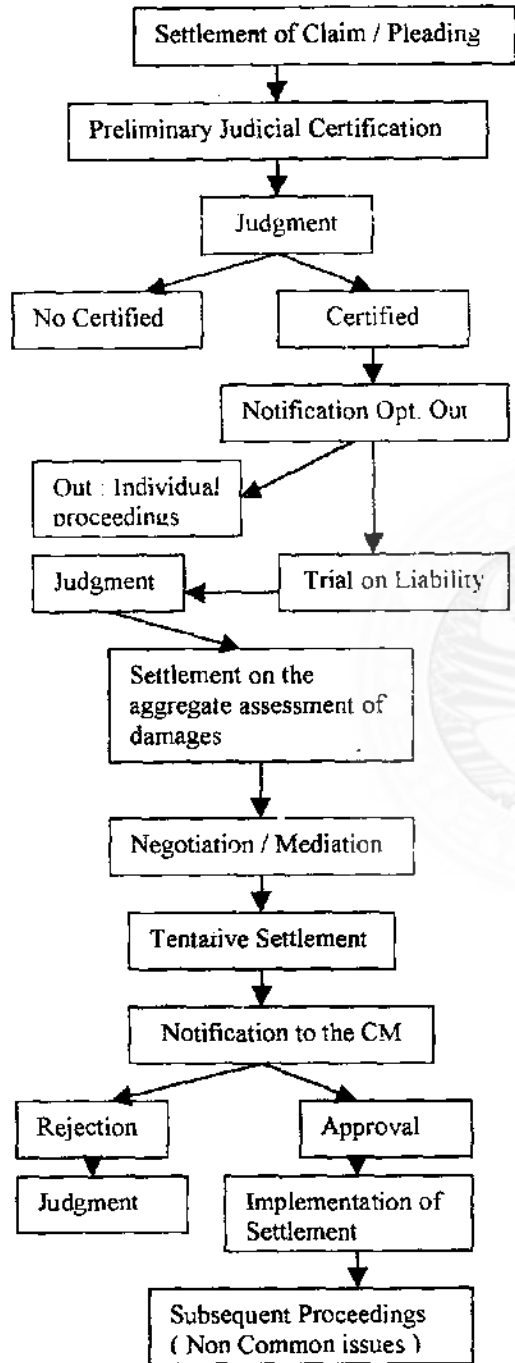 Settlement of Claim / Pleading
Preliminary Judicial Certification
Judgment
No Certified
Certified
Notification Opt. Out
Out : Individual
proceedings
Judgment
Trial on Liability
Settlement on the
aggregate assessment of
damages
Negotiation / Mediation
Tentative Settlement
Notification to the CM
Rejection
Approval
Judgment
Implementation of
Settlement
Subsequent Proceedings
( Non Common issues )